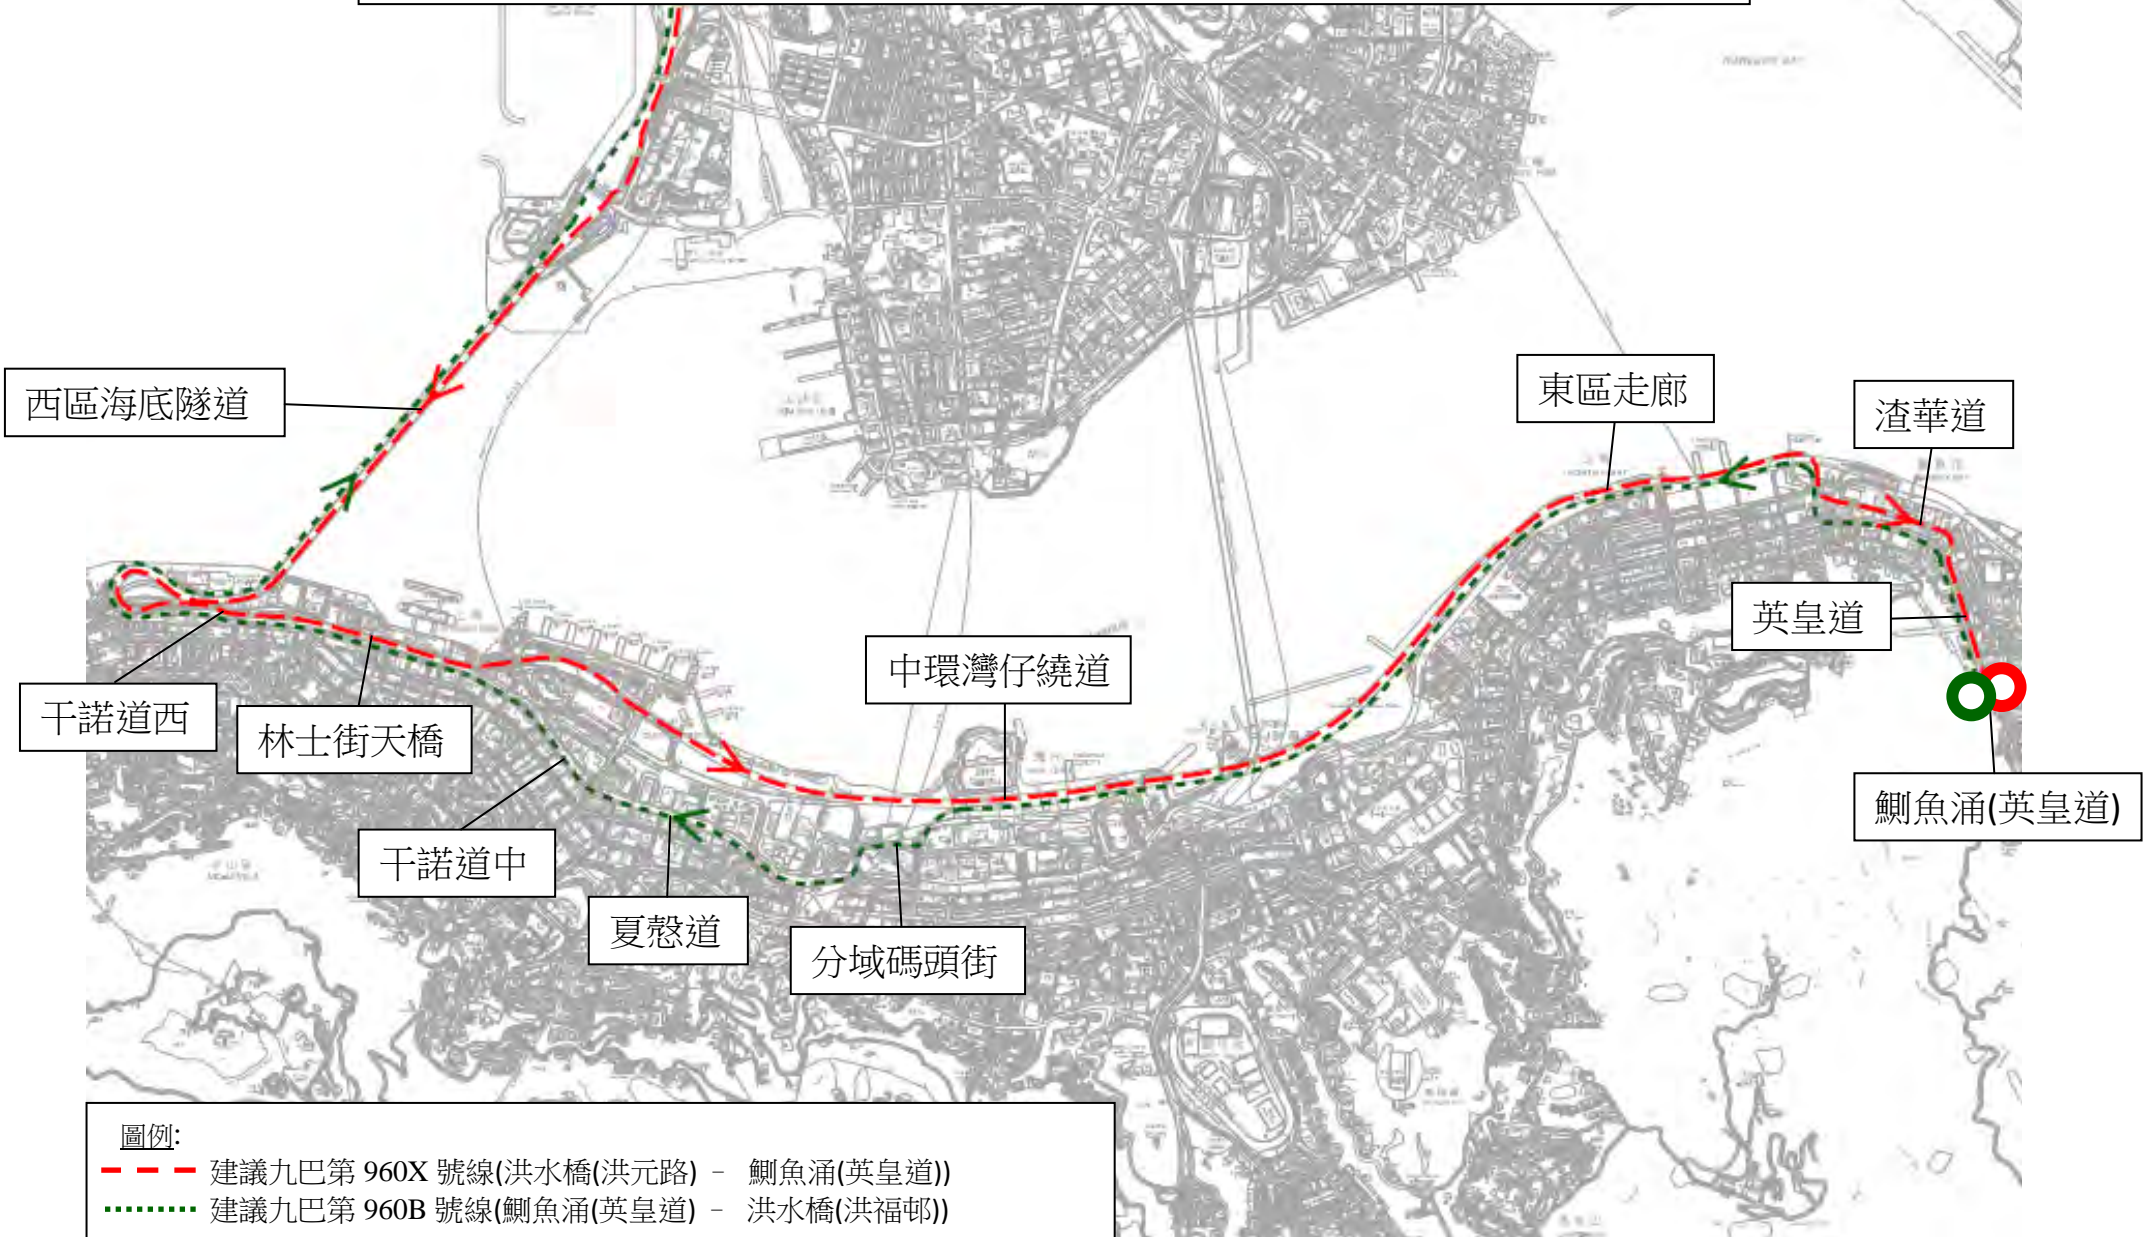 西區海底隧道
東區走廊
渣華道
英皇道
中環灣仔繞道
干諾道西
林士街天橋
鰂魚涌(英皇道)
干諾道中
夏慤道
分域碼頭街
圖例:
建議九巴第 960X 號線(洪水橋(洪元路) - 鰂魚涌(英皇道))
建議九巴第 960B 號線(鰂魚涌(英皇道) - 洪水橋(洪福邨))